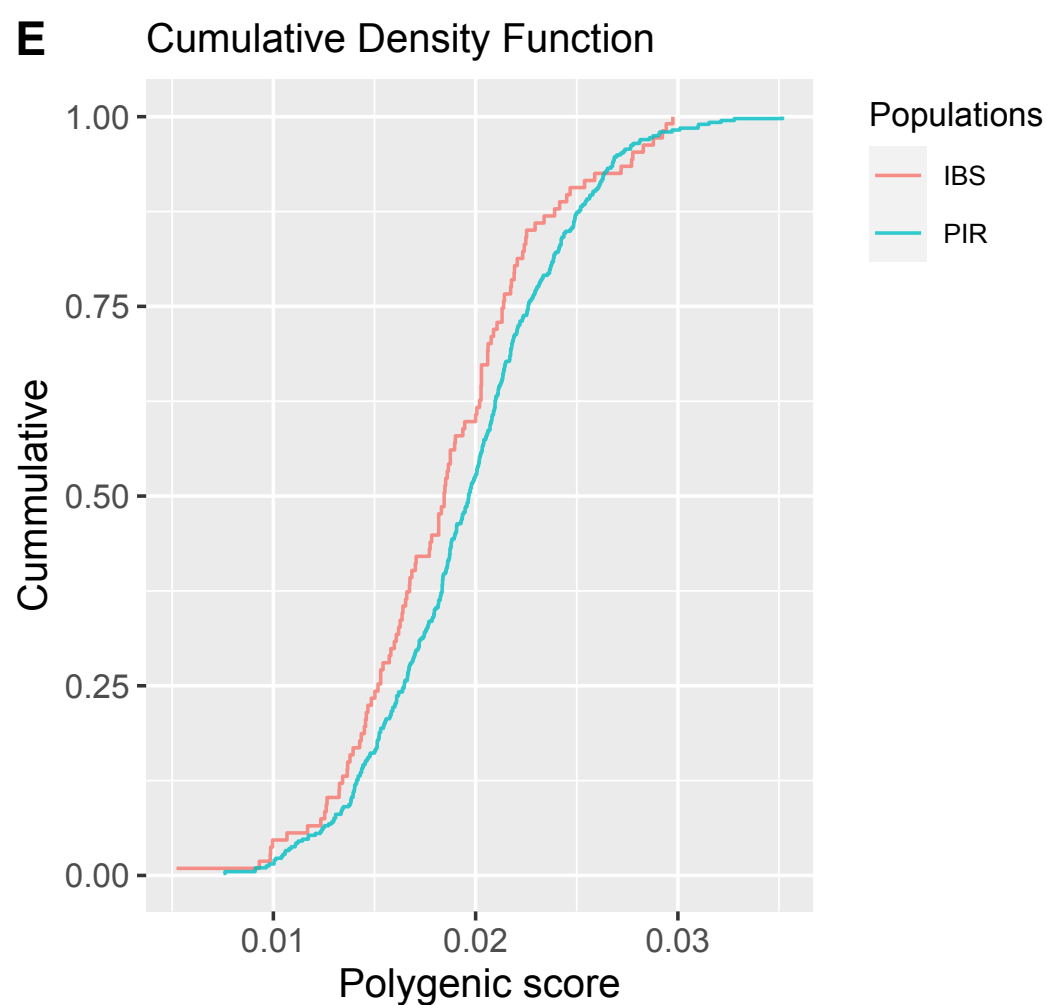 E Cumulative Density Function
Populations
IBS
PIR
1.00
0.75
0.50
0.25
0.00
Cummulative
0.01 0.02 0.03
Polygenic score